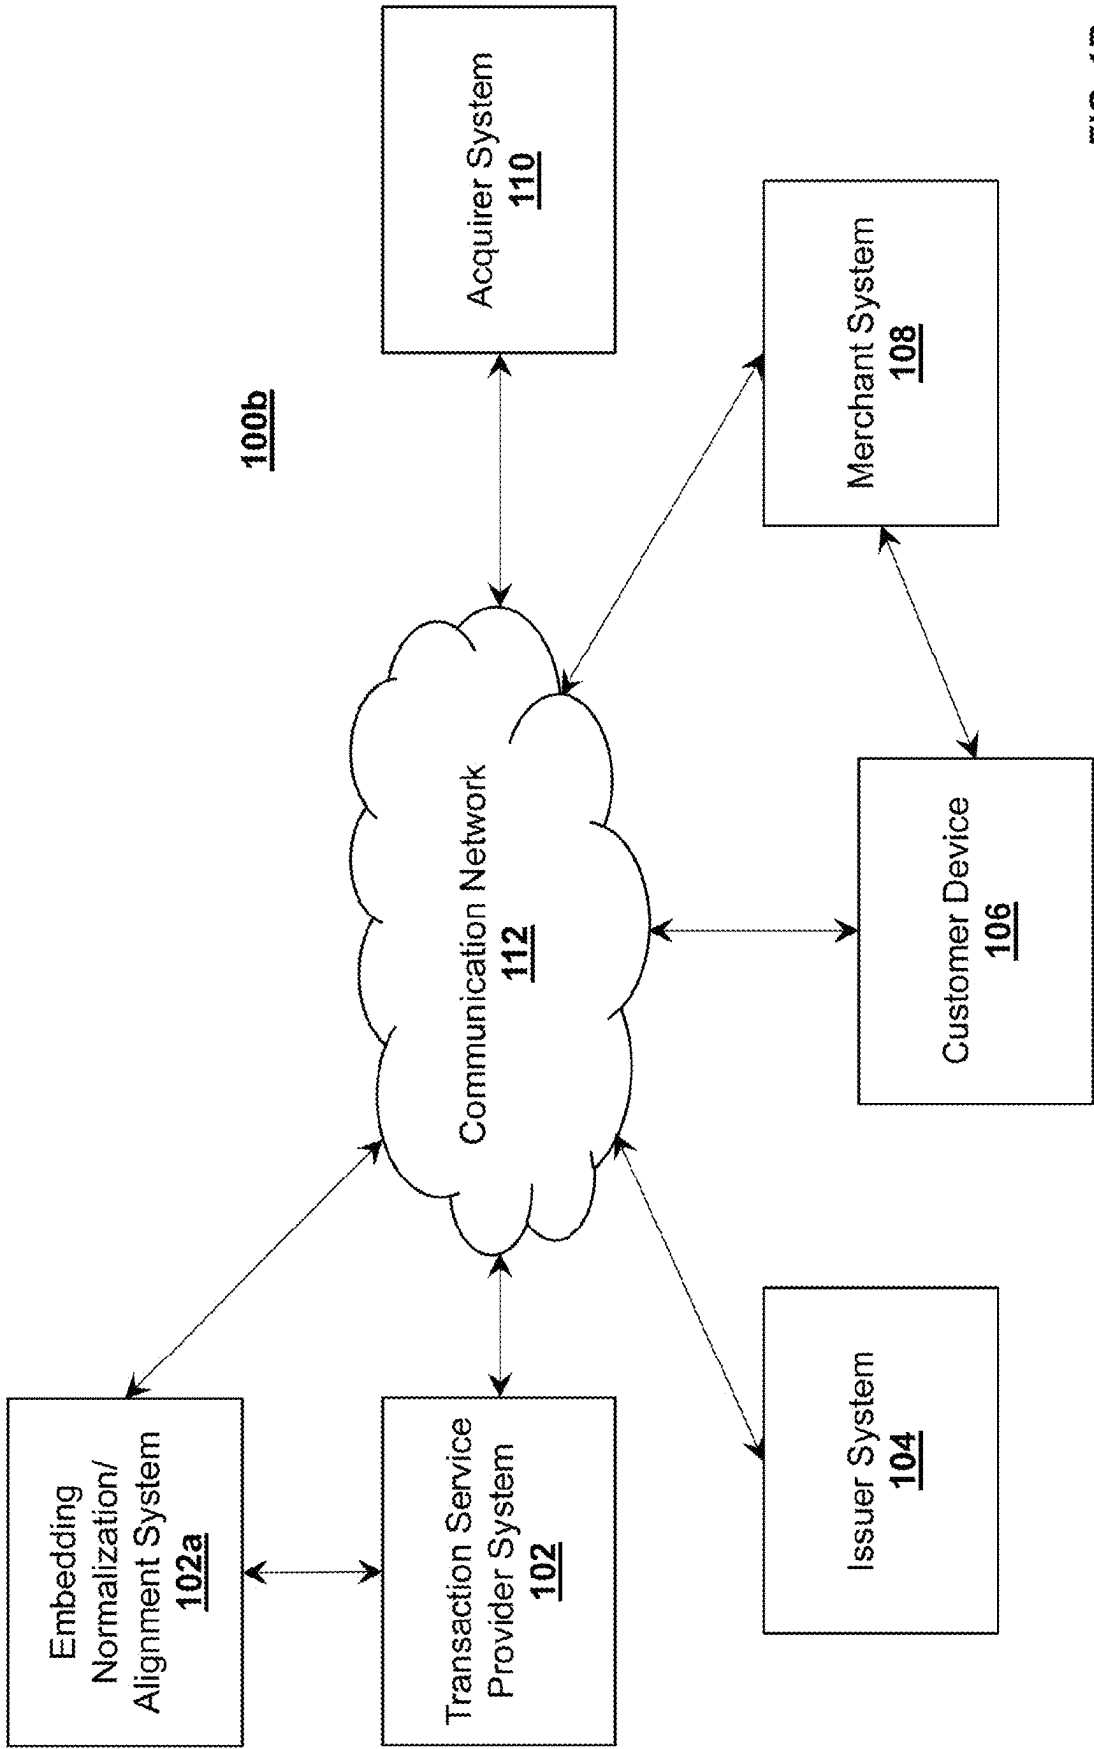 Embedding
Normalization/
Alignment System
102a
100b
Transaction Service
Provider System
102
Communication Network
112
Acquirer System
110
Issuer System
104
Merchant System
108
Customer Device
106